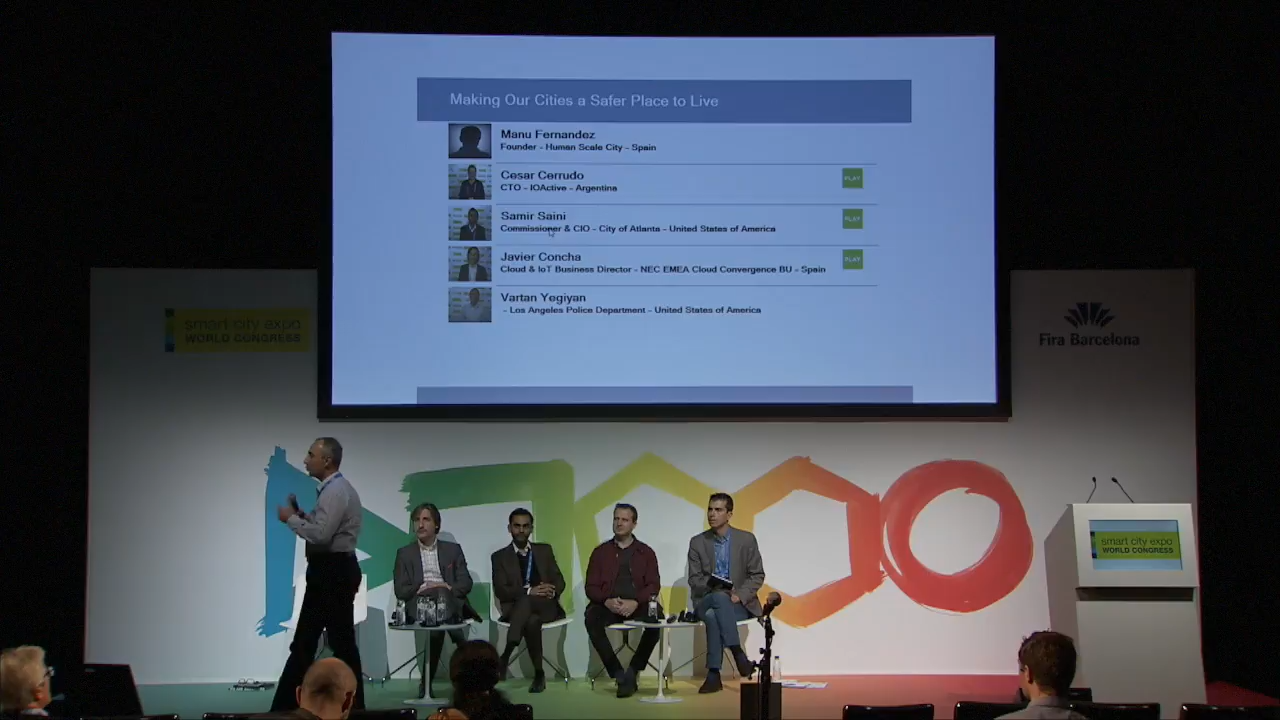 Making Our Cities a Safer Place to Live
Manu Fernandez
Founder - Human Scale City - Spain
Cesar Cerrudo
CTO - IOActive - Argentina
PLAY
Samir Saini
Commissioner & CIO - City of Atlanta - United States of America
PLAY
Javier Concha
Cloud & IoT Business Director - NEC EMEA Cloud Convergence BU - Spain
PLAY
Vartan Yegiyan
- Los Angeles Police Department - United States of America
smart city expo
WORLD CONGRESS
Fira Barcelona
smart city expo
WORLD CONGRESS